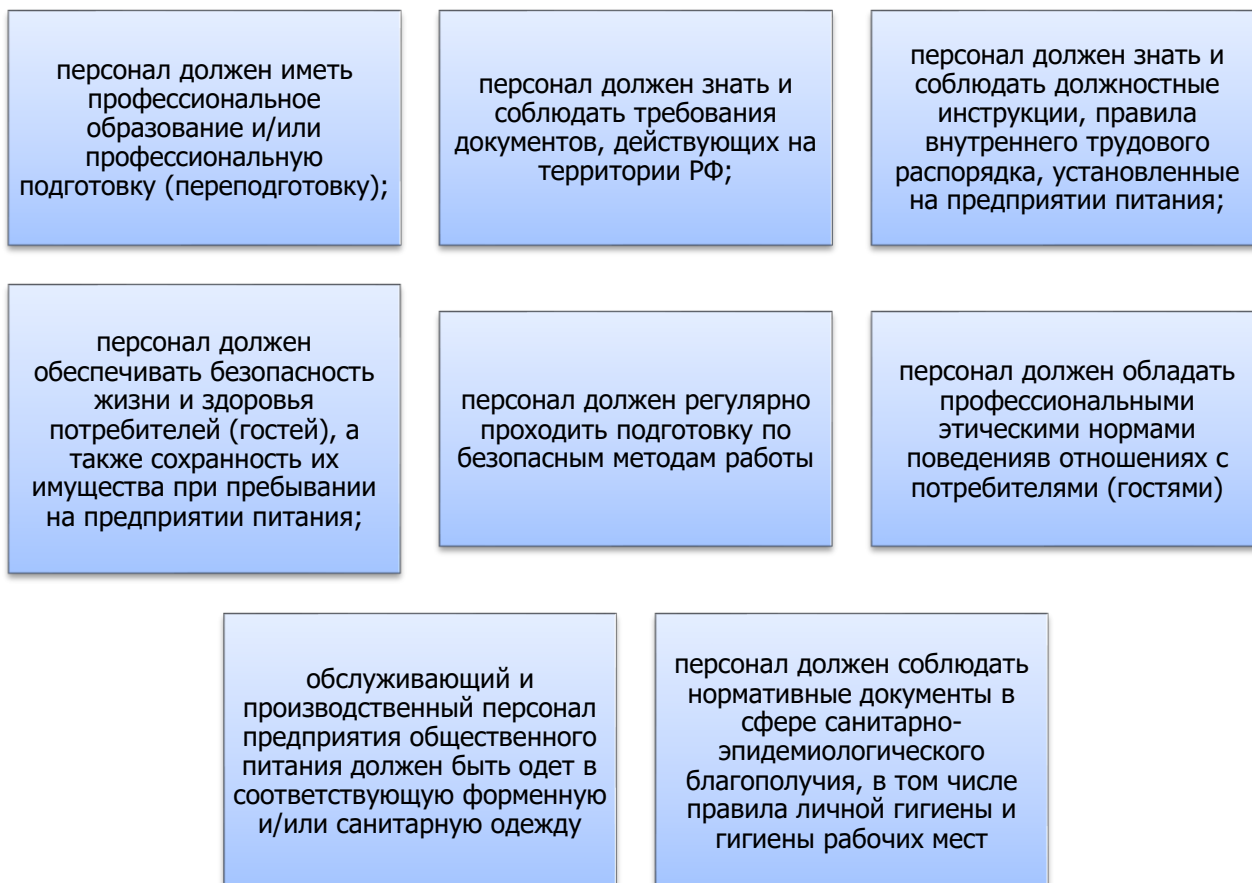 персонал должен иметь
профессиональное
образование и/или
профессиональную
подготовку (переподготовку);
персонал должен знать и
соблюдать требования
документов, действующих на
территории РФ;
персонал должен знать и
соблюдать должностные
инструкции, правила
внутреннего трудового
распорядка, установленные
на предприятии питания;
персонал должен
обеспечивать безопасность
жизни и здоровья
потребителей (гостей), а
также сохранность их
имущества при пребывании
на предприятии питания;
персонал должен регулярно
проходить подготовку по
безопасным методам работы
персонал должен обладать
профессиональными
этическими нормами
поведенияв отношениях с
потребителями (гостями)
обслуживающий и
производственный персонал
предприятия общественного
питания должен быть одет в
соответствующую форменную
и/или санитарную одежду
персонал должен соблюдать
нормативные документы в
сфере санитарно-
эпидемиологического
благополучия, в том числе
правила личной гигиены и
гигиены рабочих мест